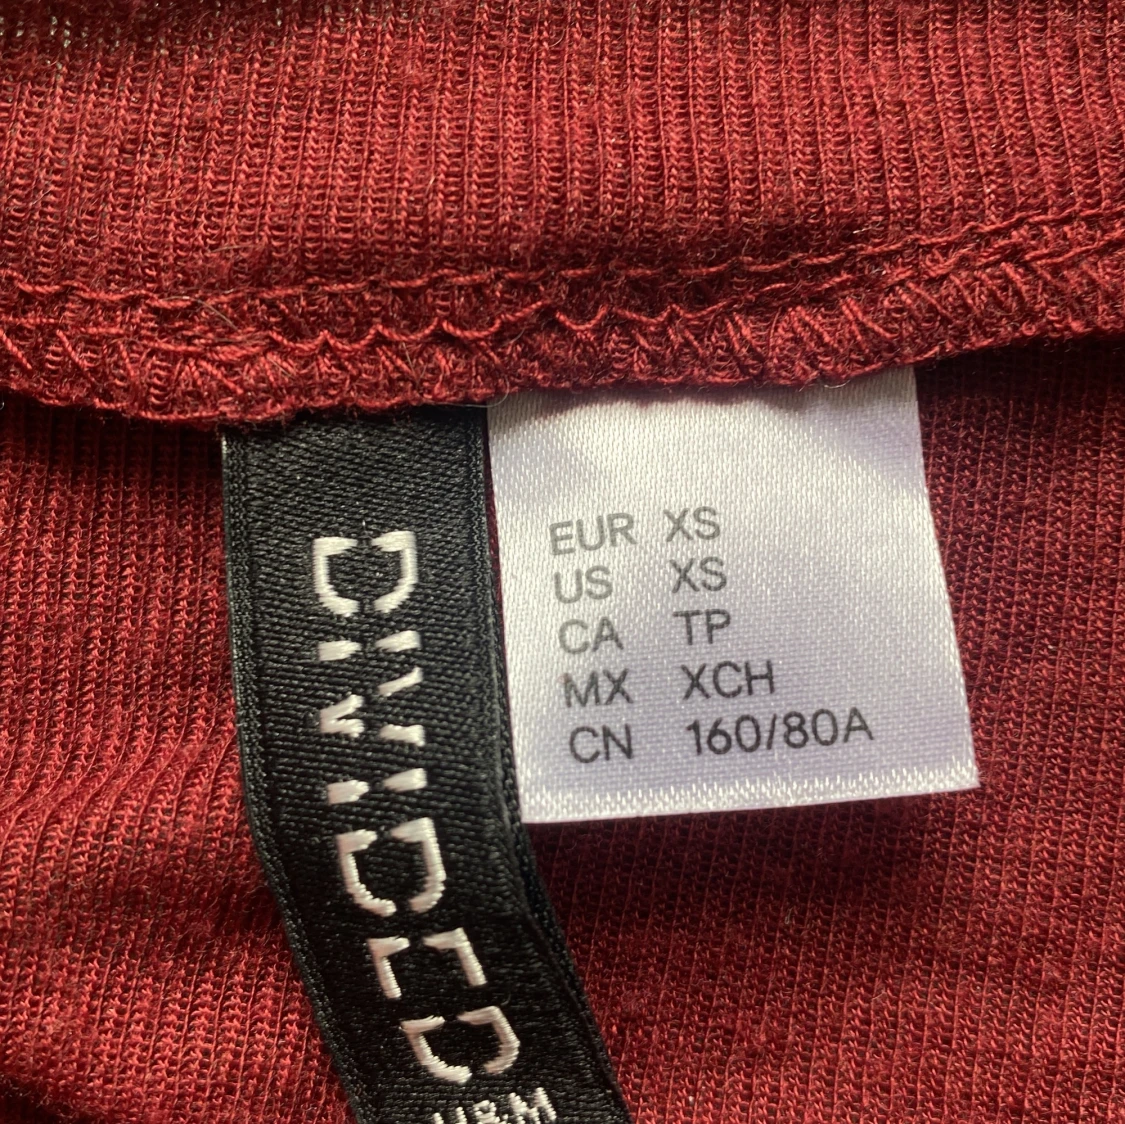 DIVIDED
H&M
EUR XS
US XS
CA TP
MX XCH
CN 160/80A